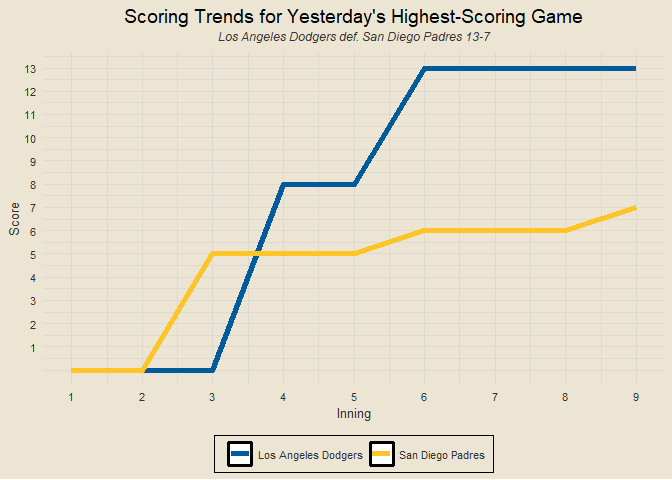 Scoring Trends for Yesterday's Highest-Scoring Game
Los Angeles Dodgers def. San Diego Padres 13-7
13
12
11
10
9
8
7
6
5
4
3
2
1
Score
1 2 3 4 5 6 7 8 9
Inning
Los Angeles Dodgers San Diego Padres